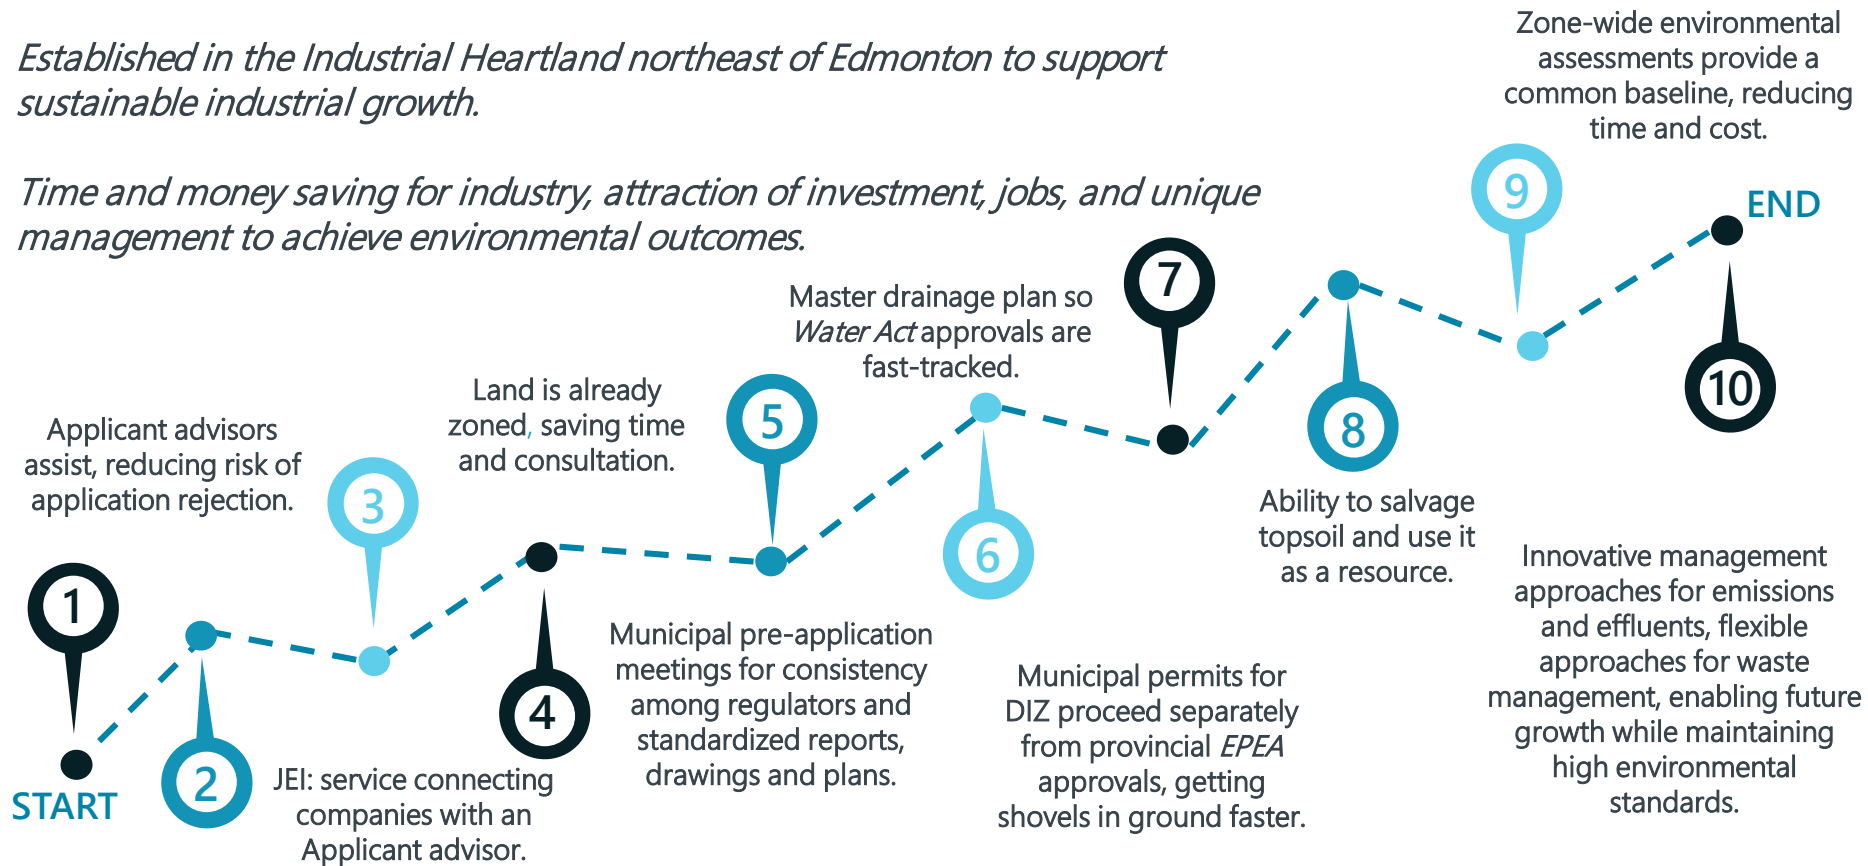 Established in the Industrial Heartland northeast of Edmonton to support
sustainable industrial growth.
Time and money saving for industry, attraction of investment, jobs, and unique
management to achieve environmental outcomes.
START
1
Applicant advisors
assist, reducing risk of
application rejection.
2
JEI: service connecting
companies with an
Applicant advisor.
3
Land is already
zoned, saving time
and consultation.
4
Municipal pre-application
meetings for consistency
among regulators and
standardized reports,
drawings and plans.
5
Master drainage plan so
Water Act approvals are
fast-tracked.
6
Municipal permits for
DIZ proceed separately
from provincial EPEA
approvals, getting
shovels in ground faster.
7
8
Ability to salvage
topsoil and use it
as a resource.
Zone-wide environmental
assessments provide a
common baseline, reducing
time and cost.
9
END
10
Innovative management
approaches for emissions
and effluents, flexible
approaches for waste
management, enabling future
growth while maintaining
high environmental
standards.